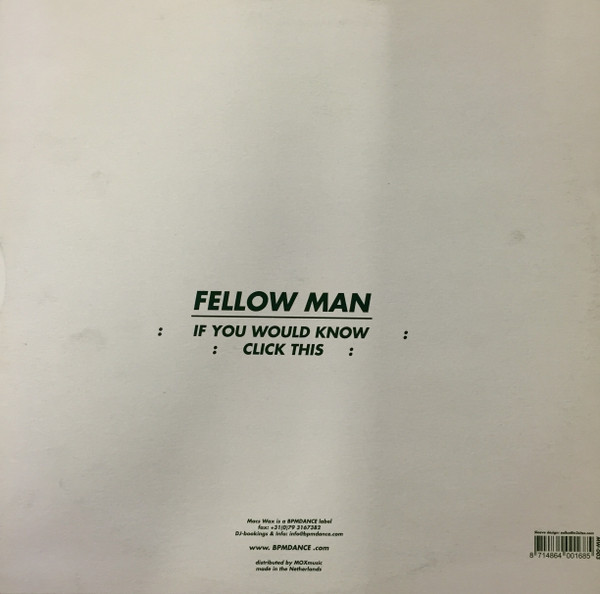 FELLOW MAN
: IF YOU WOULD KNOW :
: CLICK THIS :
Macs Wax is a BPMDANCE label
fax: +31(0)79 3167382
DJ-bookings & Info: info@bpmdance.com
www. BPMDANCE .com
distributed by MOXmusic
made in the Netherlands
8 714864 001685